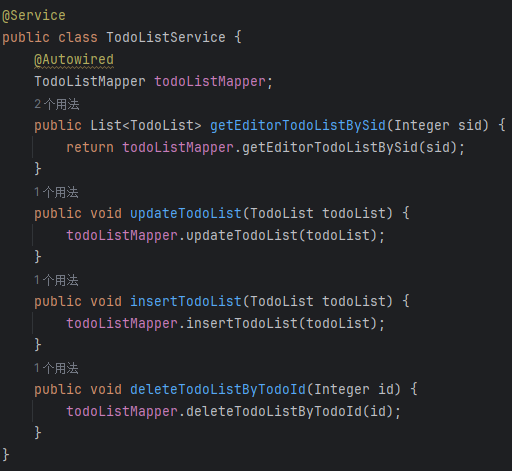 @Service
public class TodoListService {
    @Autowired
    TodoListMapper todoListMapper;
    2个用法
    public List<TodoList> getEditorTodoListBySid(Integer sid) {
        return todoListMapper.getEditorTodoListBySid(sid);
    }
    1个用法
    public void updateTodoList(TodoList todoList) {
        todoListMapper.updateTodoList(todoList);
    }
    1个用法
    public void insertTodoList(TodoList todoList) {
        todoListMapper.insertTodoList(todoList);
    }
    1个用法
    public void deleteTodoListByTodoId(Integer id) {
        todoListMapper.deleteTodoListByTodoId(id);
    }
}